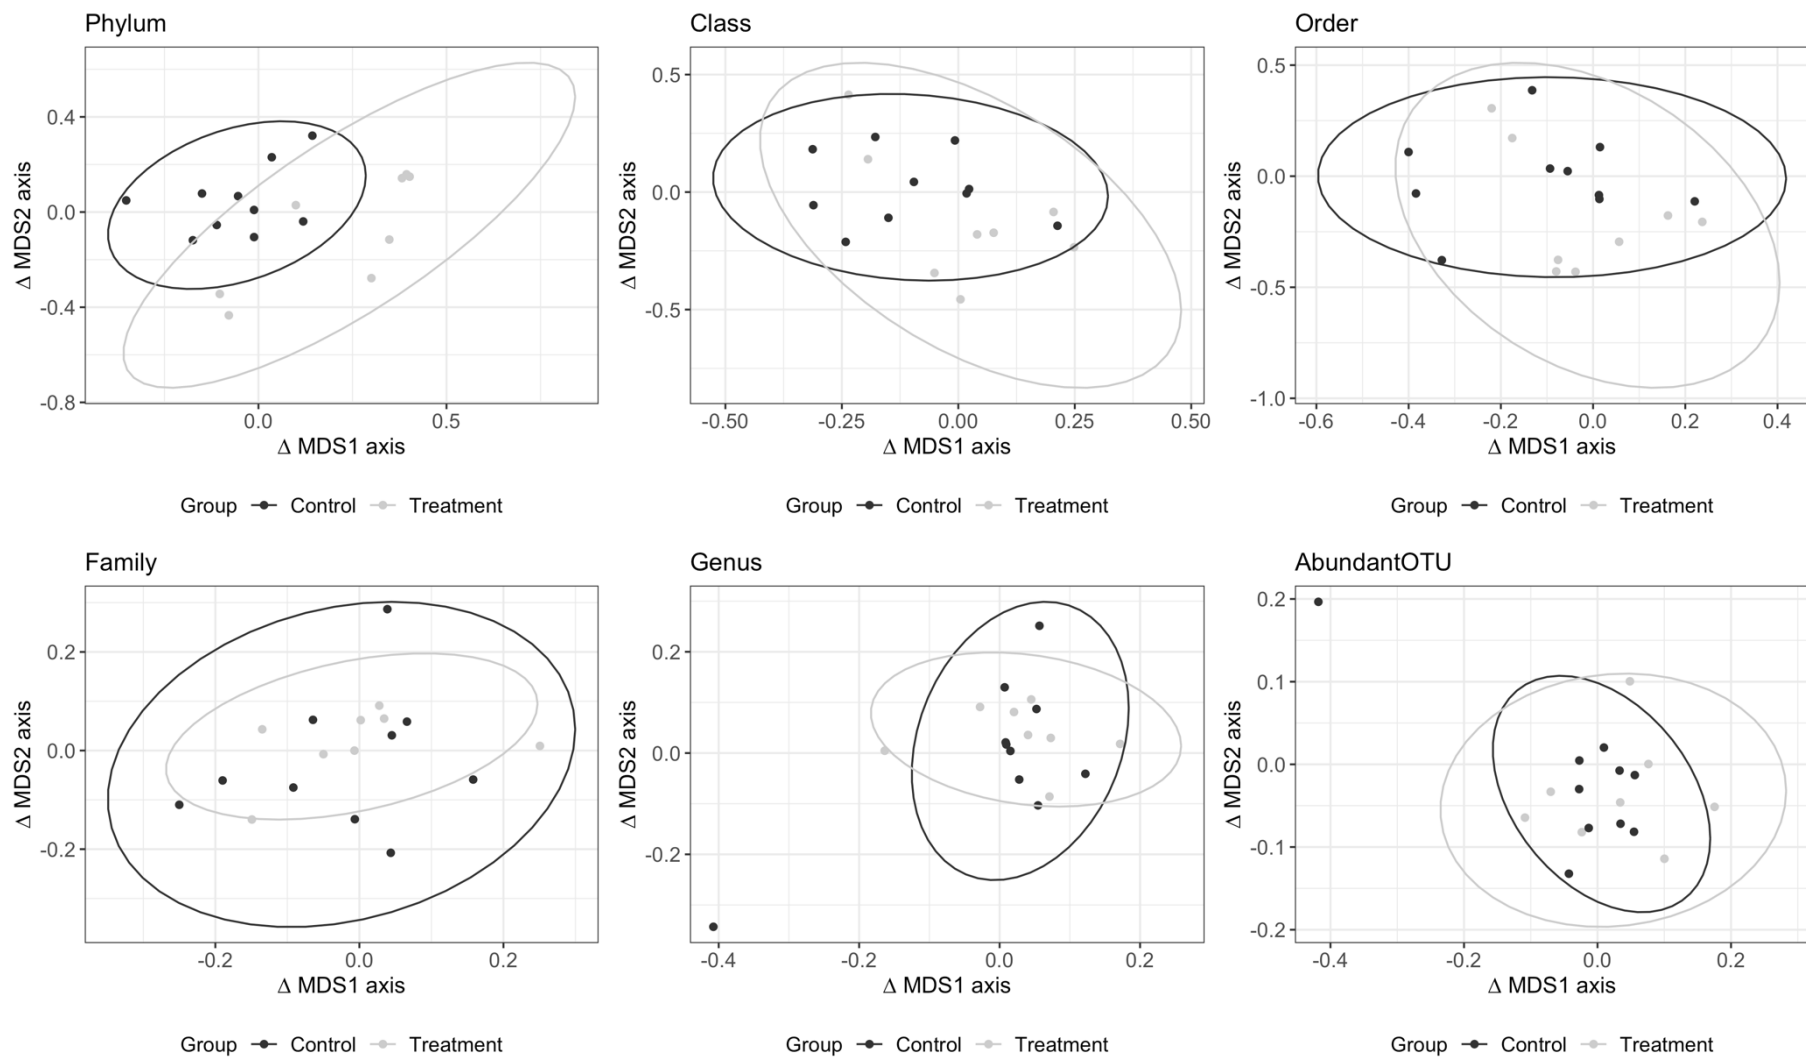 Phylum
Δ MDS2 axis
0.4
0.0
-0.4
-0.8
0.0 0.5
Δ MDS1 axis
Group Control Treatment
Class
Δ MDS2 axis
0.5
0.0
-0.5
-0.50 -0.25 0.00 0.25 0.50
Δ MDS1 axis
Group Control Treatment
Order
Δ MDS2 axis
0.5
0.0
-0.5
-1.0
-0.6 -0.4 -0.2 0.0 0.2 0.4
Δ MDS1 axis
Group Control Treatment
Family
Δ MDS2 axis
0.2
0.0
-0.2
-0.2 0.0 0.2
Δ MDS1 axis
Group Control Treatment
Genus
Δ MDS2 axis
0.2
0.0
-0.2
-0.4 -0.2 0.0 0.2
Δ MDS1 axis
Group Control Treatment
AbundantOTU
Δ MDS2 axis
0.2
0.1
0.0
-0.1
-0.2
-0.4 -0.2 0.0 0.2
Δ MDS1 axis
Group Control Treatment